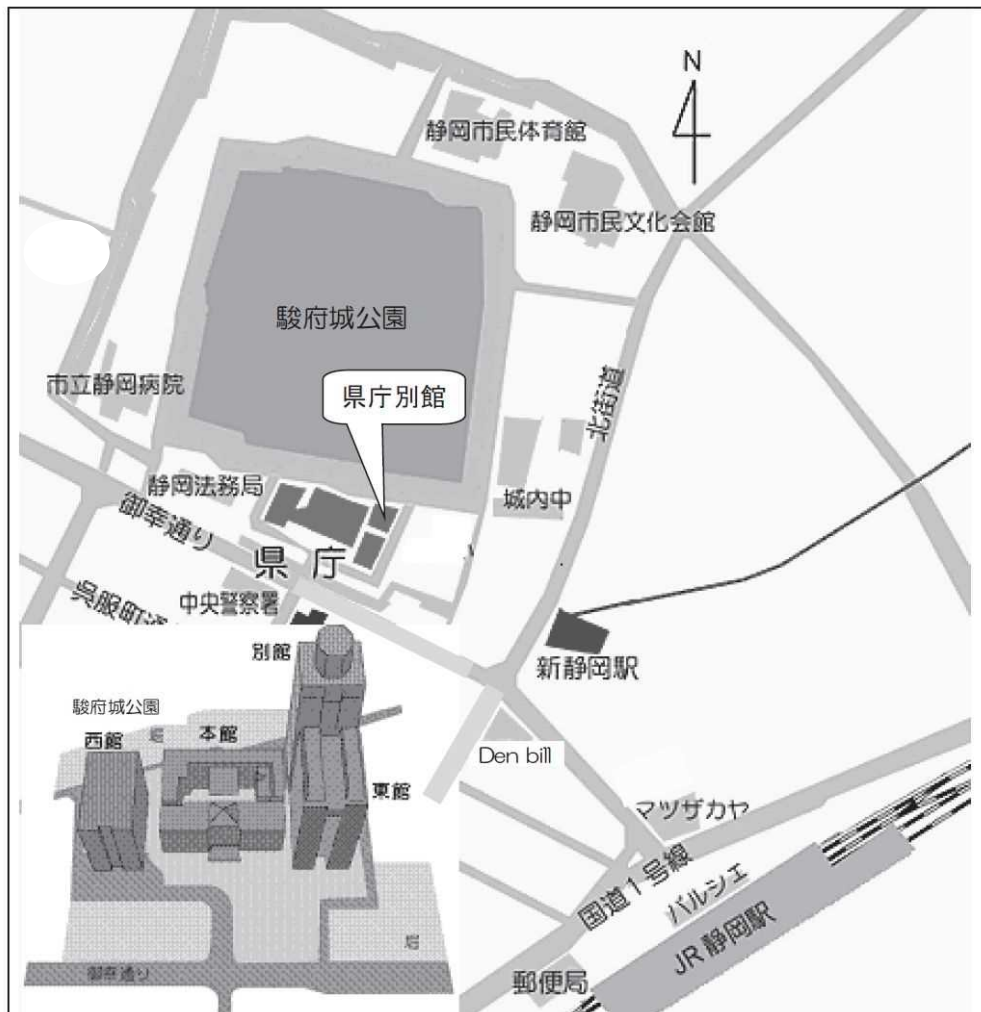 N
静岡市民体育館
静岡市民文化会館
駿府城公園
県庁別館
市立静岡病院
北街道
静岡法務局
城内中
御幸通り
県庁
中央警察署
呉服町通
新静岡駅
別館
駿府城公園
堀
本館
西館
東館
Den bill
マツザカヤ
国道1号線
パルシェ
JR静岡駅
堀
御幸通り
郵便局